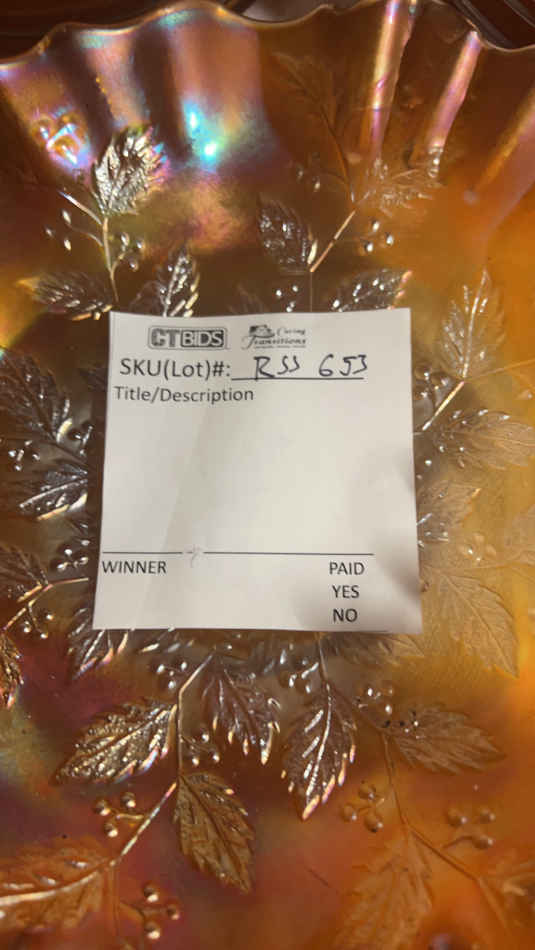 CTBIDS Caring Transitions
SKU(Lot)#: RSS 653
Title/Description
WINNER PAID
YES
NO